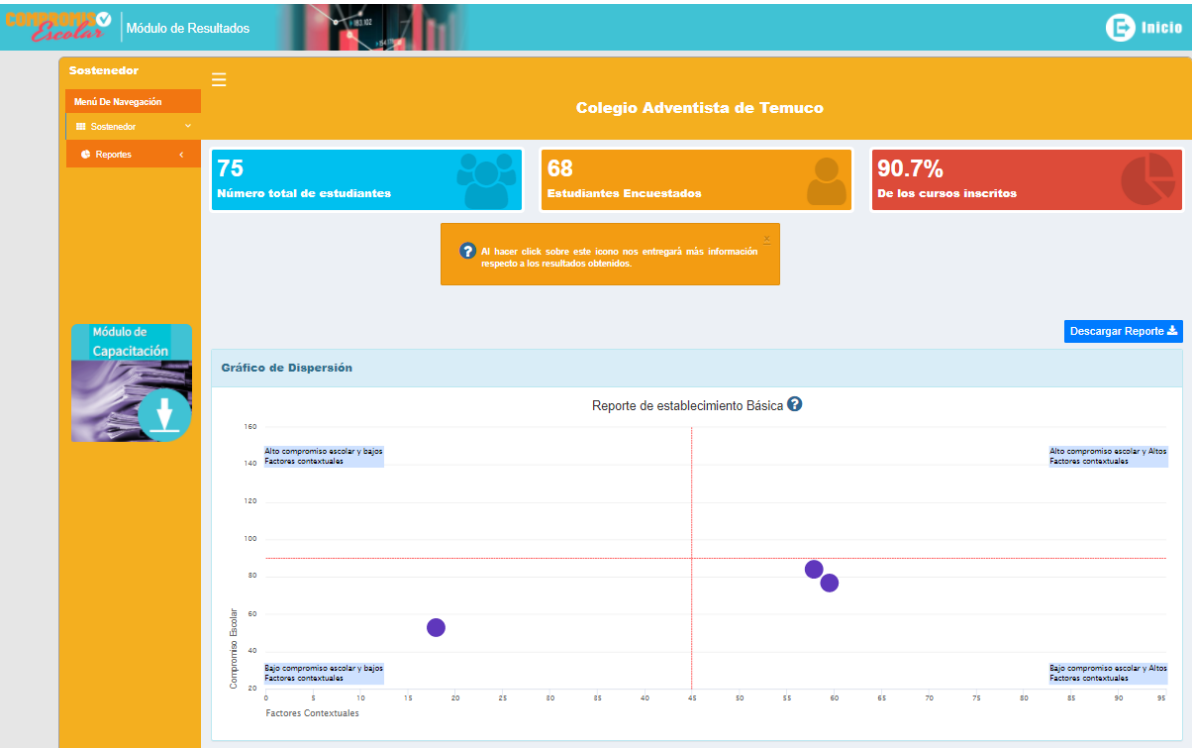 COMPROMISO
Escolar
Módulo de Resultados
Inicio
Sostenedor
Menú De Navegación
Sostenedor
Reportes
Colegio Adventista de Temuco
75
Número total de estudiantes
68
Estudiantes Encuestados
90.7%
De los cursos inscritos
? Al hacer click sobre este icono nos entregará más información
respecto a los resultados obtenidos.
x
Módulo de
Capacitación
Descargar Reporte
Gráfico de Dispersión
Reporte de establecimiento Básica ?
160
Alto compromiso escolar y bajos
Factores contextuales
Alto compromiso escolar y Altos
Factores contextuales
140
120
100
80
60
40
20
Compromiso Escolar
Bajo compromiso escolar y bajos
Factores contextuales
Bajo compromiso escolar y Altos
Factores contextuales
0 5 10 15 20 25 30 35 40 45 50 55 60 65 70 75 80 85 90 95
Factores Contextuales